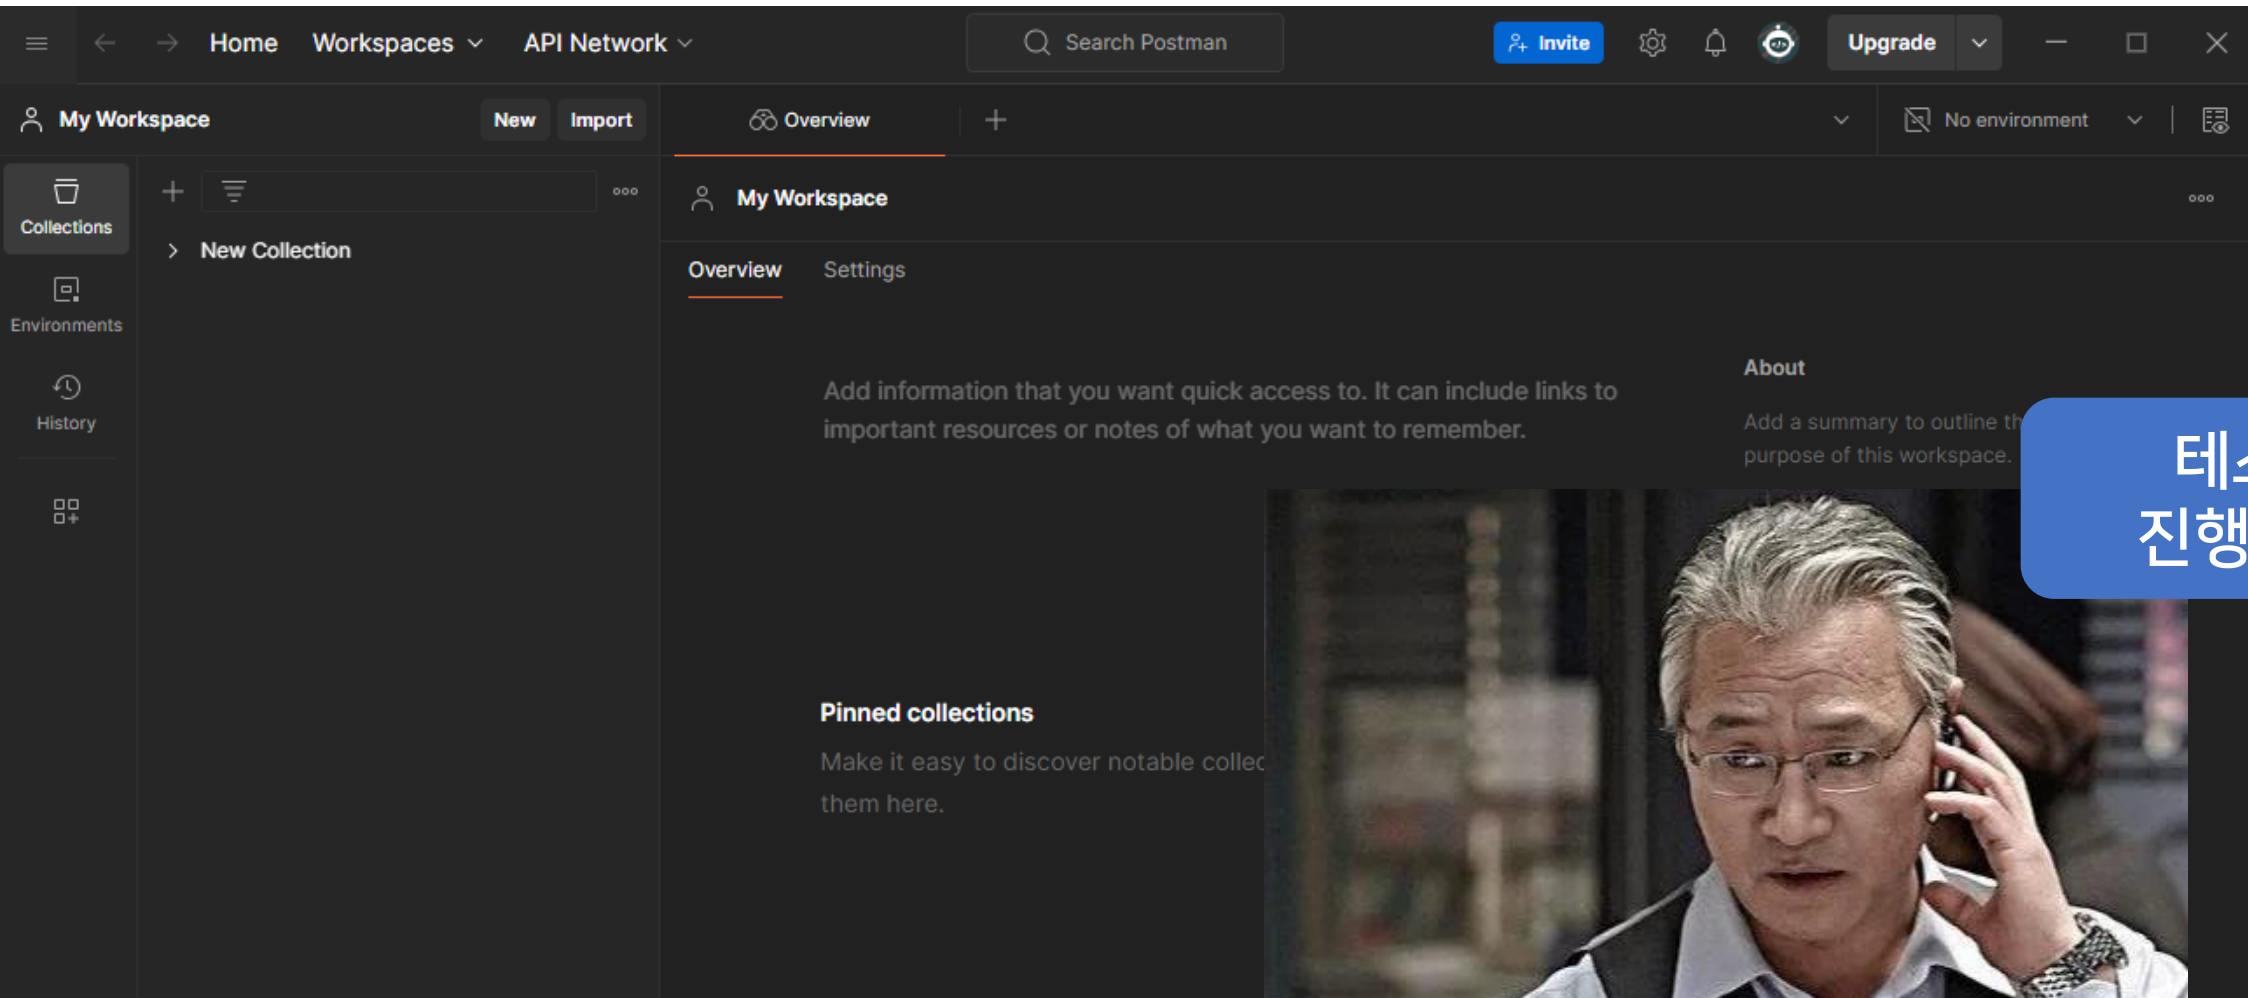 Home Workspaces API Network Search Postman Invite Upgrade
My Workspace New Import Overview No environment
Collections
New Collection
Environments
History
My Workspace
Overview Settings
Add information that you want quick access to. It can include links to
important resources or notes of what you want to remember.
About
Add a summary to outline th
purpose of this workspace.
진행
Pinned collections
Make it easy to discover notable collec
them here.